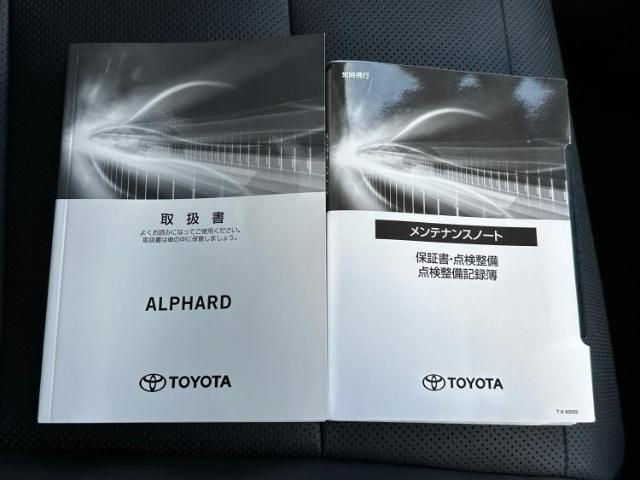 取扱書
よくお読みになってご使用ください。
取扱書は車の中に保管しましょう。
ALPHARD
TOYOTA
常時携行
メンテナンスノート
保証書・点検整備
点検整備記録簿
TOYOTA